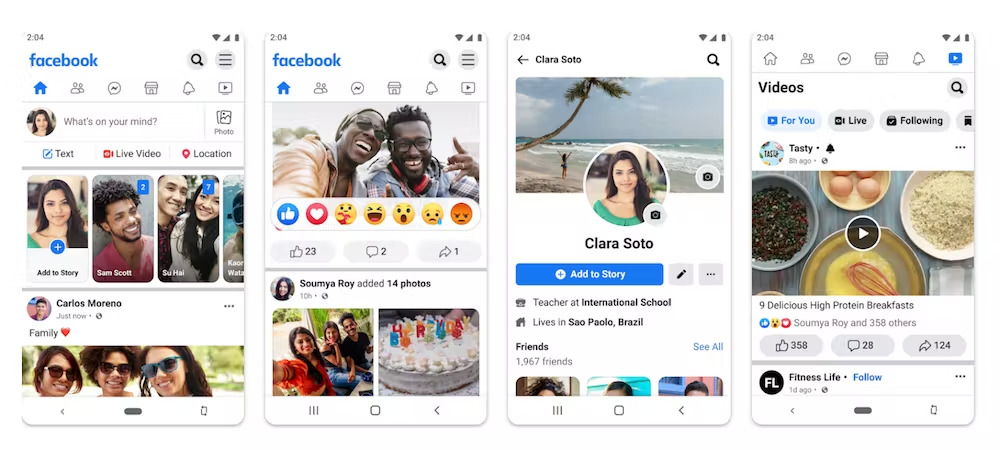 2:04
facebook
What's on your mind?
Photo
Text
Live Video
Location
2
7
Add to Story
Sam Scott
Su Hai
Kaor
Wata
Carlos Moreno
Just now •
Family
2:04
facebook
23
2
1
Soumya Roy added 14 photos
10h •
HAPPY
2:04
Clara Soto
Clara Soto
Add to Story
Teacher at International School
Lives in Sao Paolo, Brazil
Friends
See All
1,967 friends
2:04
Videos
For You
Live
Following
Tasty •
8h ago •
TASTY
9 Delicious High Protein Breakfasts
Soumya Roy and 358 others
358
28
124
FL
Fitness Life • Follow
1d ago •